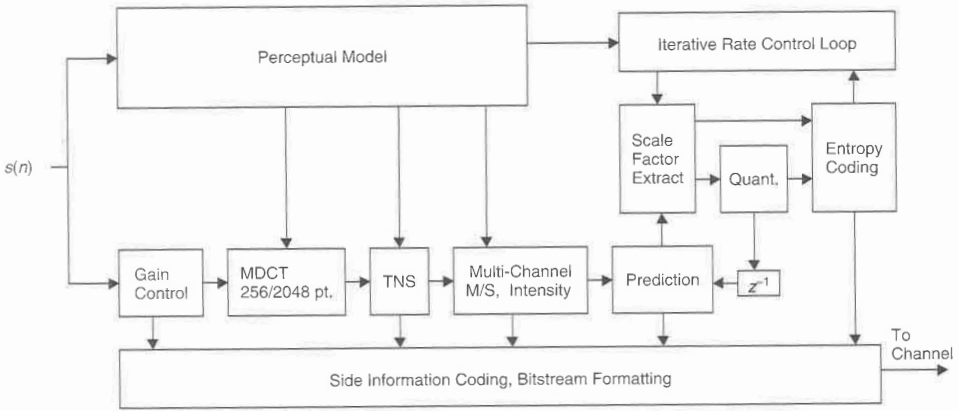 Perceptual Model
Iterative Rate Control Loop
s(n)
Scale
Factor
Extract
Quant.
Entropy
Coding
Gain
Control
MDCT
256/2048 pt.
TNS
Multi-Channel
M/S, Intensity
Prediction
z⁻¹
To
Channel
Side Information Coding, Bitstream Formatting